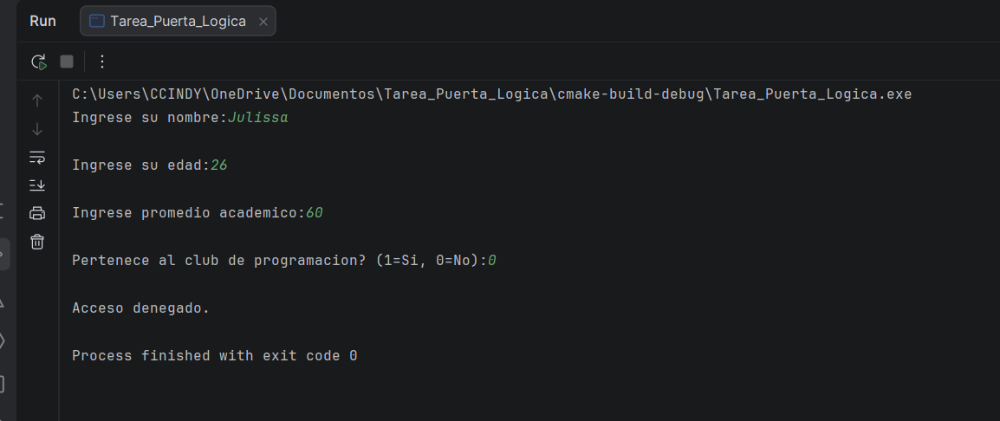 Run
Tarea_Puerta_Logica
C:\Users\CCINDY\OneDrive\Documentos\Tarea_Puerta_Logica\cmake-build-debug\Tarea_Puerta_Logica.exe
Ingrese su nombre:Julissa
Ingrese su edad:26
Ingrese promedio academico:60
Pertenece al club de programacion? (1=Si, 0=No):0
Acceso denegado.
Process finished with exit code 0